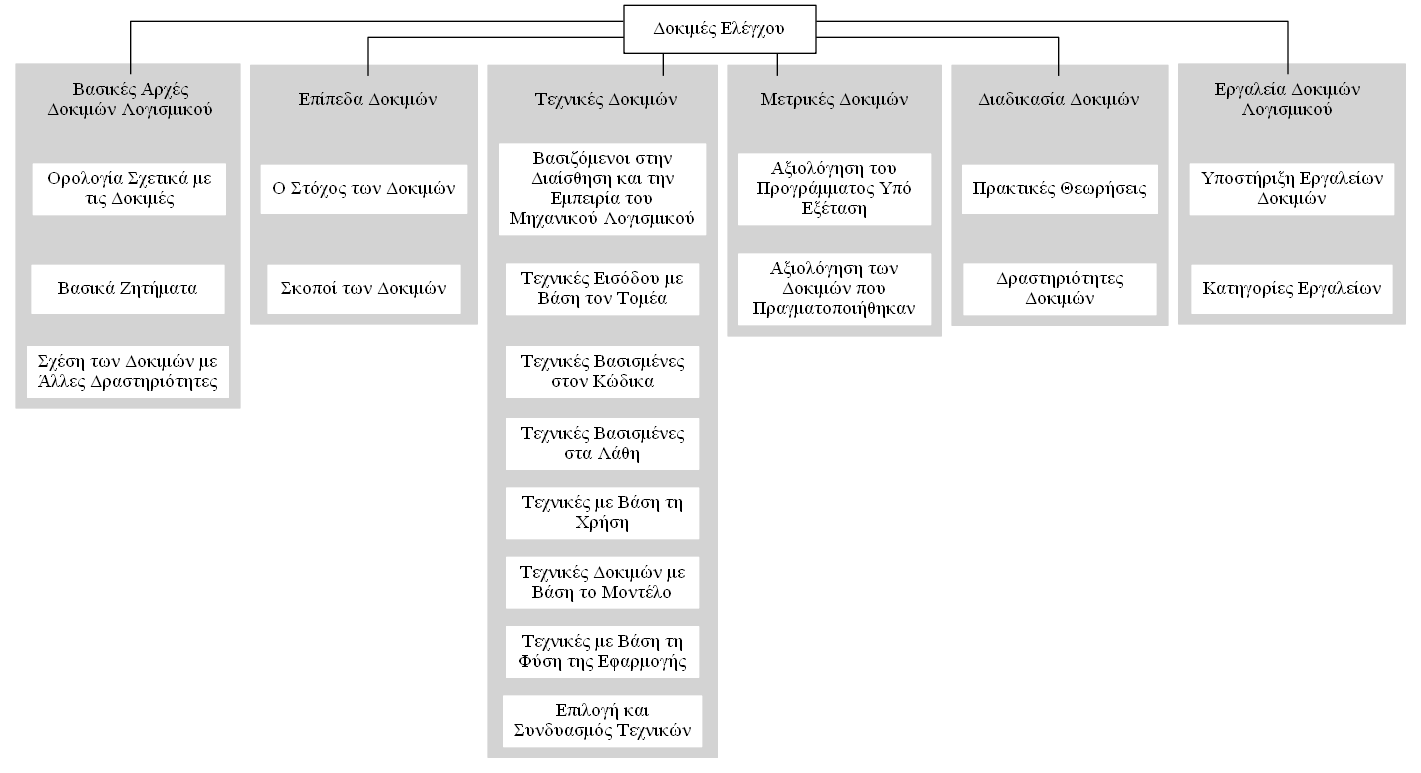 Δοκιμές Ελέγχου
Βασικές Αρχές
Δοκιμών Λογισμικού
Ορολογία Σχετικά με
τις Δοκιμές
Βασικά Ζητήματα
Σχέση των Δοκιμών με
Άλλες Δραστηριότητες
Επίπεδα Δοκιμών
Ο Στόχος των Δοκιμών
Σκοποί των Δοκιμών
Τεχνικές Δοκιμών
Βασιζόμενοι στην
Διαίσθηση και την
Εμπειρία του
Μηχανικού Λογισμικού
Τεχνικές Εισόδου με
Βάση τον Τομέα
Τεχνικές Βασισμένες
στον Κώδικα
Τεχνικές Βασισμένες
στα Λάθη
Τεχνικές με Βάση τη
Χρήση
Τεχνικές Δοκιμών με
Βάση το Μοντέλο
Τεχνικές με Βάση τη
Φύση της Εφαρμογής
Επιλογή και
Συνδυασμός Τεχνικών
Μετρικές Δοκιμών
Αξιολόγηση του
Προγράμματος Υπό
Εξέταση
Αξιολόγηση των
Δοκιμών που
Πραγματοποιήθηκαν
Διαδικασία Δοκιμών
Πρακτικές Θεωρήσεις
Δραστηριότητες
Δοκιμών
Εργαλεία Δοκιμών
Λογισμικού
Υποστήριξη Εργαλείων
Δοκιμών
Κατηγορίες Εργαλείων